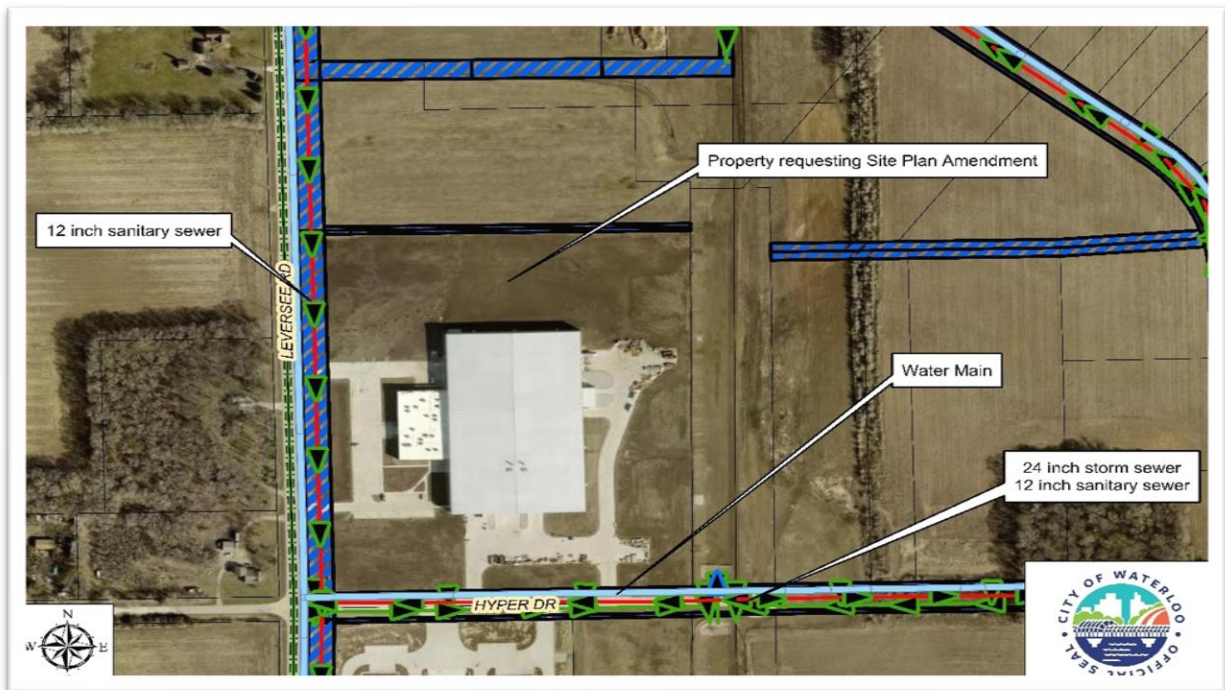 Property requesting Site Plan Amendment
12 inch sanitary sewer
LEVERSEE RD
Water Main
24 inch storm sewer
12 inch sanitary sewer
HYPER DR
N
W
E
CITY OF WATERLOO
OFFICIAL SEAL